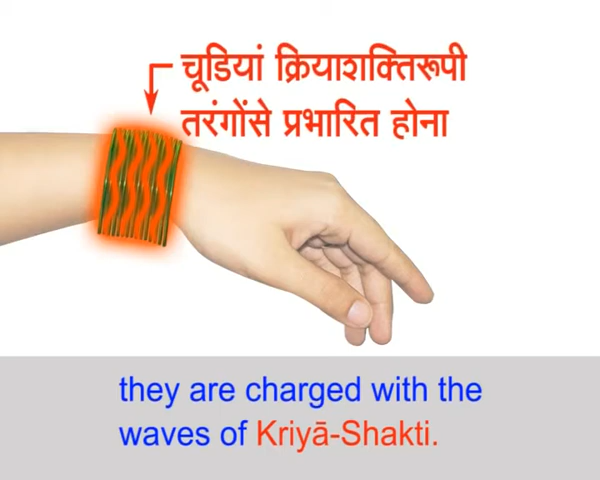 चूडियां क्रियाशक्तिरूपी
तरंगोंसे प्रभारित होना
they are charged with the
waves of Kriyā-Shakti.